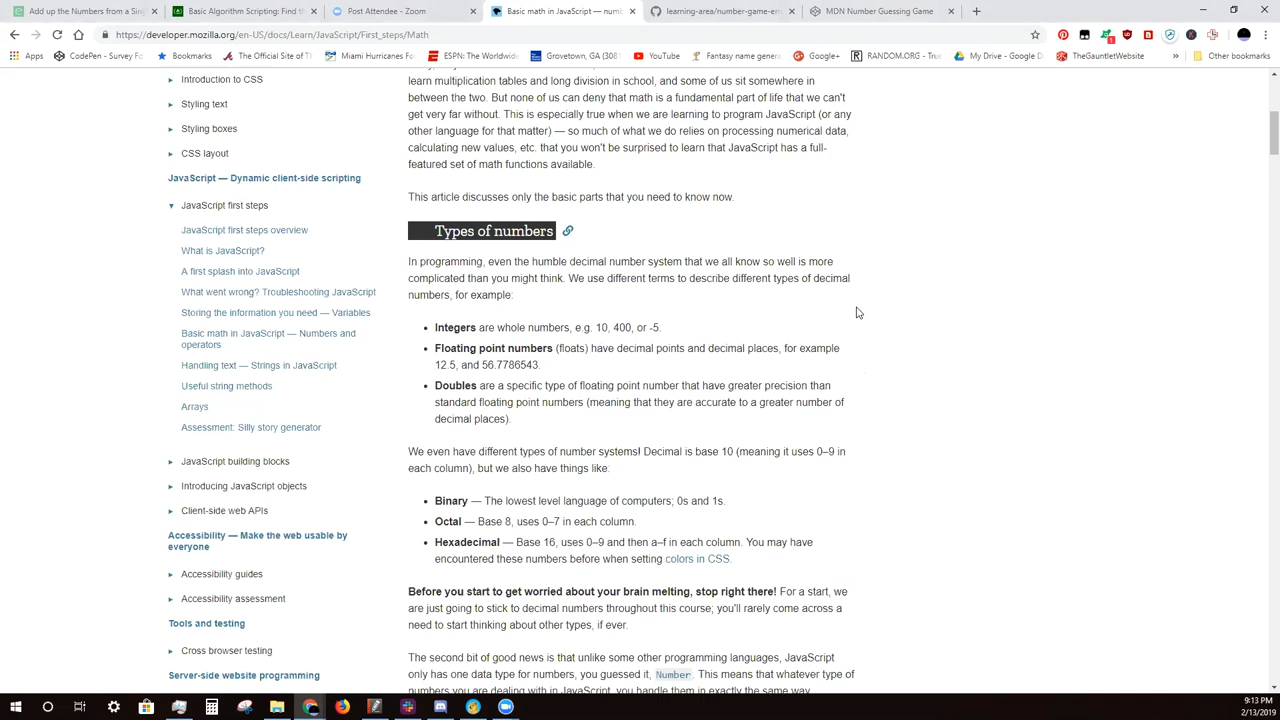 Add up the Numbers from a Sin
Basic Algorithm Scripting: Find th
Post Attendee - Zoom
Basic math in JavaScript — num
learning-area/number-game-err
MDN Number Guessing Game
https://developer.mozilla.org/en-US/docs/Learn/JavaScript/First_steps/Math
Apps
CodePen - Survey Fo
The Official Site of Th
Miami Hurricanes Fe
ESPN: The Worldwide
Grovetown, GA (3081
YouTube
Fantasy name genera
Google+
RANDOM.ORG - True
My Drive - Google D
TheGauntletWebsite
»
Other bookmarks
Introduction to CSS
Styling text
Styling boxes
CSS layout
JavaScript — Dynamic client-side scripting
JavaScript first steps
JavaScript first steps overview
What is JavaScript?
A first splash into JavaScript
What went wrong? Troubleshooting JavaScript
Storing the information you need — Variables
Basic math in JavaScript — Numbers and
operators
Handling text — Strings in JavaScript
Useful string methods
Arrays
Assessment: Silly story generator
JavaScript building blocks
Introducing JavaScript objects
Client-side web APIs
Accessibility — Make the web usable by
everyone
Accessibility guides
Accessibility assessment
Tools and testing
Cross browser testing
Server-side website programming
learn multiplication tables and long division in school, and some of us sit somewhere in
between the two. But none of us can deny that math is a fundamental part of life that we can't
get very far without. This is especially true when we are learning to program JavaScript (or any
other language for that matter) — so much of what we do relies on processing numerical data,
calculating new values, etc. that you won't be surprised to learn that JavaScript has a full-
featured set of math functions available.
This article discusses only the basic parts that you need to know now.
Types of numbers
In programming, even the humble decimal number system that we all know so well is more
complicated than you might think. We use different terms to describe different types of decimal
numbers, for example:
• Integers are whole numbers, e.g. 10, 400, or -5.
• Floating point numbers (floats) have decimal points and decimal places, for example
12.5, and 56.7786543.
• Doubles are a specific type of floating point number that have greater precision than
standard floating point numbers (meaning that they are accurate to a greater number of
decimal places).
We even have different types of number systems! Decimal is base 10 (meaning it uses 0–9 in
each column), but we also have things like:
• Binary — The lowest level language of computers; 0s and 1s.
• Octal — Base 8, uses 0–7 in each column.
• Hexadecimal — Base 16, uses 0–9 and then a–f in each column. You may have
encountered these numbers before when setting colors in CSS.
Before you start to get worried about your brain melting, stop right there! For a start, we
are just going to stick to decimal numbers throughout this course; you'll rarely come across a
need to start thinking about other types, if ever.
The second bit of good news is that unlike some other programming languages, JavaScript
only has one data type for numbers, you guessed it, Number. This means that whatever type of
numbers you are dealing with in JavaScript, you handle them in exactly the same way.
9:13 PM
2/13/2019